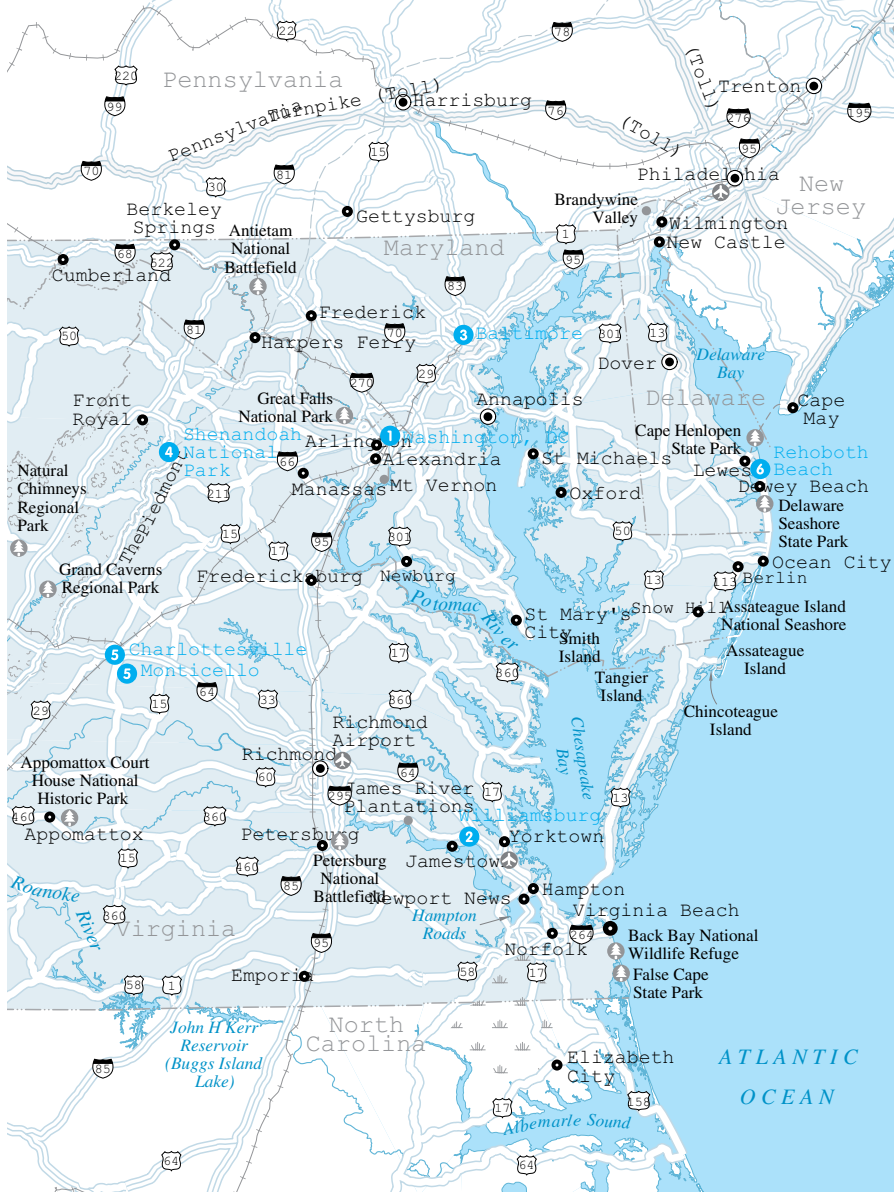 22
78
220
Pennsylvania
(Toll)
Trenton
99
Pennsylvania
Turnpike
(Toll)
Harrisburg
76
276
195
(Toll)
95
70
81
15
30
Philadelphia
New
Jersey
Berkeley
Springs
Gettysburg
Brandywine
Valley
Wilmington
New Castle
Antietam
National
Battlefield
Maryland
1
95
68
522
Cumberland
83
Frederick
81
70
50
Harpers Ferry
3
Baltimore
301
13
Delaware
Bay
Dover
29
270
Front
Royal
Great Falls
National Park
Annapolis
Delaware
Cape
May
Shenandoah
National
Park
4
Arlington
1
Washington, DC
Cape Henlopen
State Park
Rehoboth
Beach
6
66
Alexandria
St Michaels
Lewes
Natural
Chimneys
Regional
Park
211
Manassas
Mt Vernon
Oxford
Dewey Beach
Delaware
Seashore
State Park
ThePiedmont
15
17
95
301
50
Grand Caverns
Regional Park
Fredericksburg
Newburg
Ocean City
13
113
Berlin
Potomac
River
St Mary's
City
Snow Hill
Assateague Island
National Seashore
Smith
Island
5
Charlottesville
5
Monticello
17
360
Assateague
Island
Tangier
Island
64
15
33
29
360
Chincoteague
Island
Richmond
Airport
Richmond
Chesapeake
Bay
Appomattox Court
House National
Historic Park
60
64
295
James River
Plantations
17
13
460
360
Appomattox
Williamsburg
2
Yorktown
Petersburg
Jamestown
15
460
Petersburg
National
Battlefield
85
Roanoke
River
Newport News
Hampton
360
Virginia
Hampton
Roads
Virginia Beach
264
95
Norfolk
Back Bay National
Wildlife Refuge
Emporia
58
17
False Cape
State Park
58
1
John H Kerr
Reservoir
(Buggs Island
Lake)
North
Carolina
85
Elizabeth
City
ATLANTIC
OCEAN
17
158
Albemarle Sound
64
64